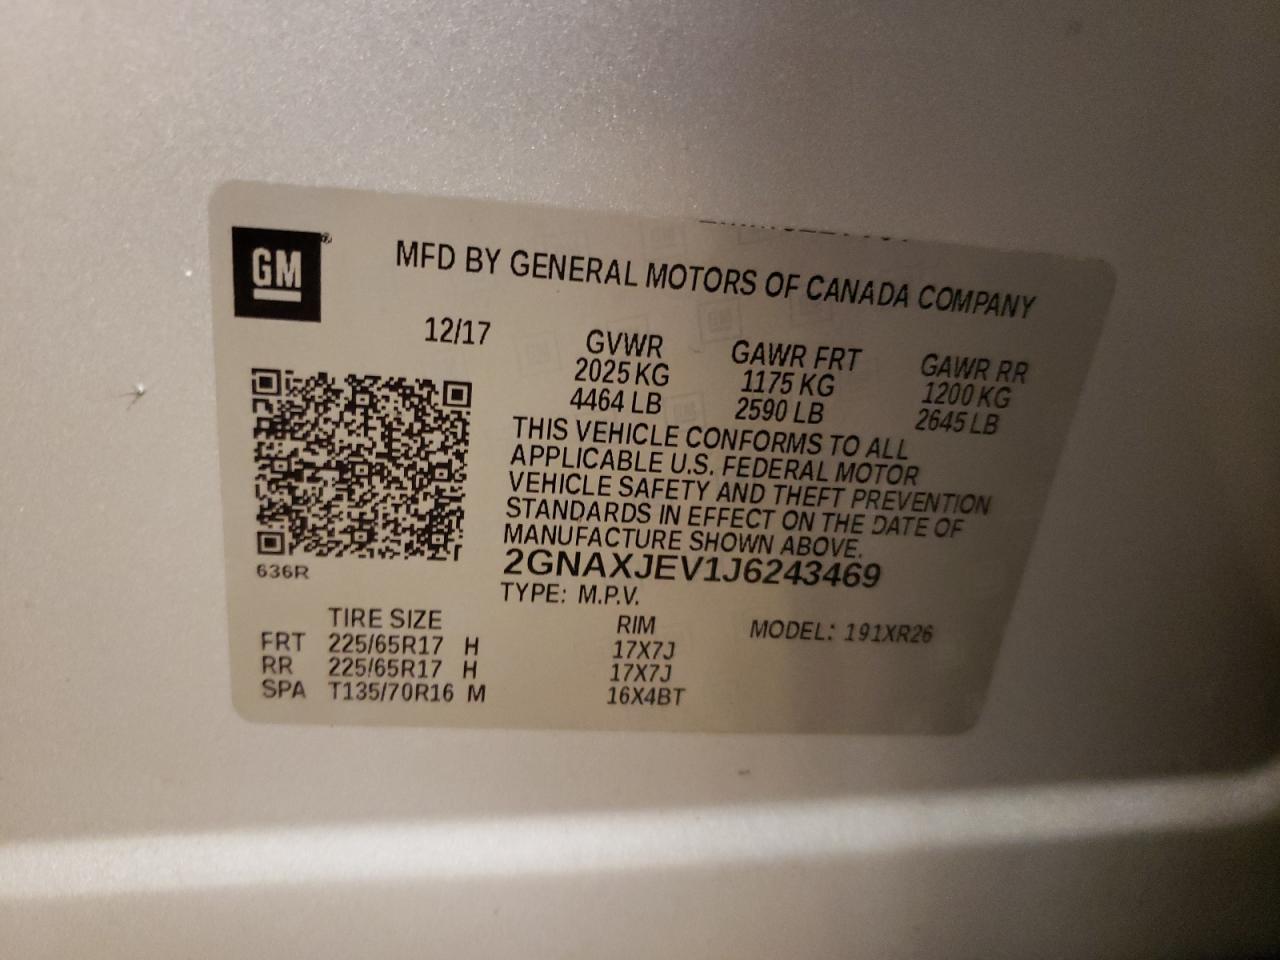 GM
MFD BY GENERAL MOTORS OF CANADA COMPANY
12/17 GVWR GAWR FRT GAWR RR
2025 KG 1175 KG 1200 KG
4464 LB 2590 LB 2645 LB
THIS VEHICLE CONFORMS TO ALL
APPLICABLE U.S. FEDERAL MOTOR
VEHICLE SAFETY AND THEFT PREVENTION
STANDARDS IN EFFECT ON THE DATE OF
MANUFACTURE SHOWN ABOVE.
2GNAXJEV1J6243469
636R
TYPE: M.P.V.
TIRE SIZE RIM MODEL: 191XR26
FRT 225/65R17 H 17X7J
RR 225/65R17 H 17X7J
SPA T135/70R16 M 16X4BT